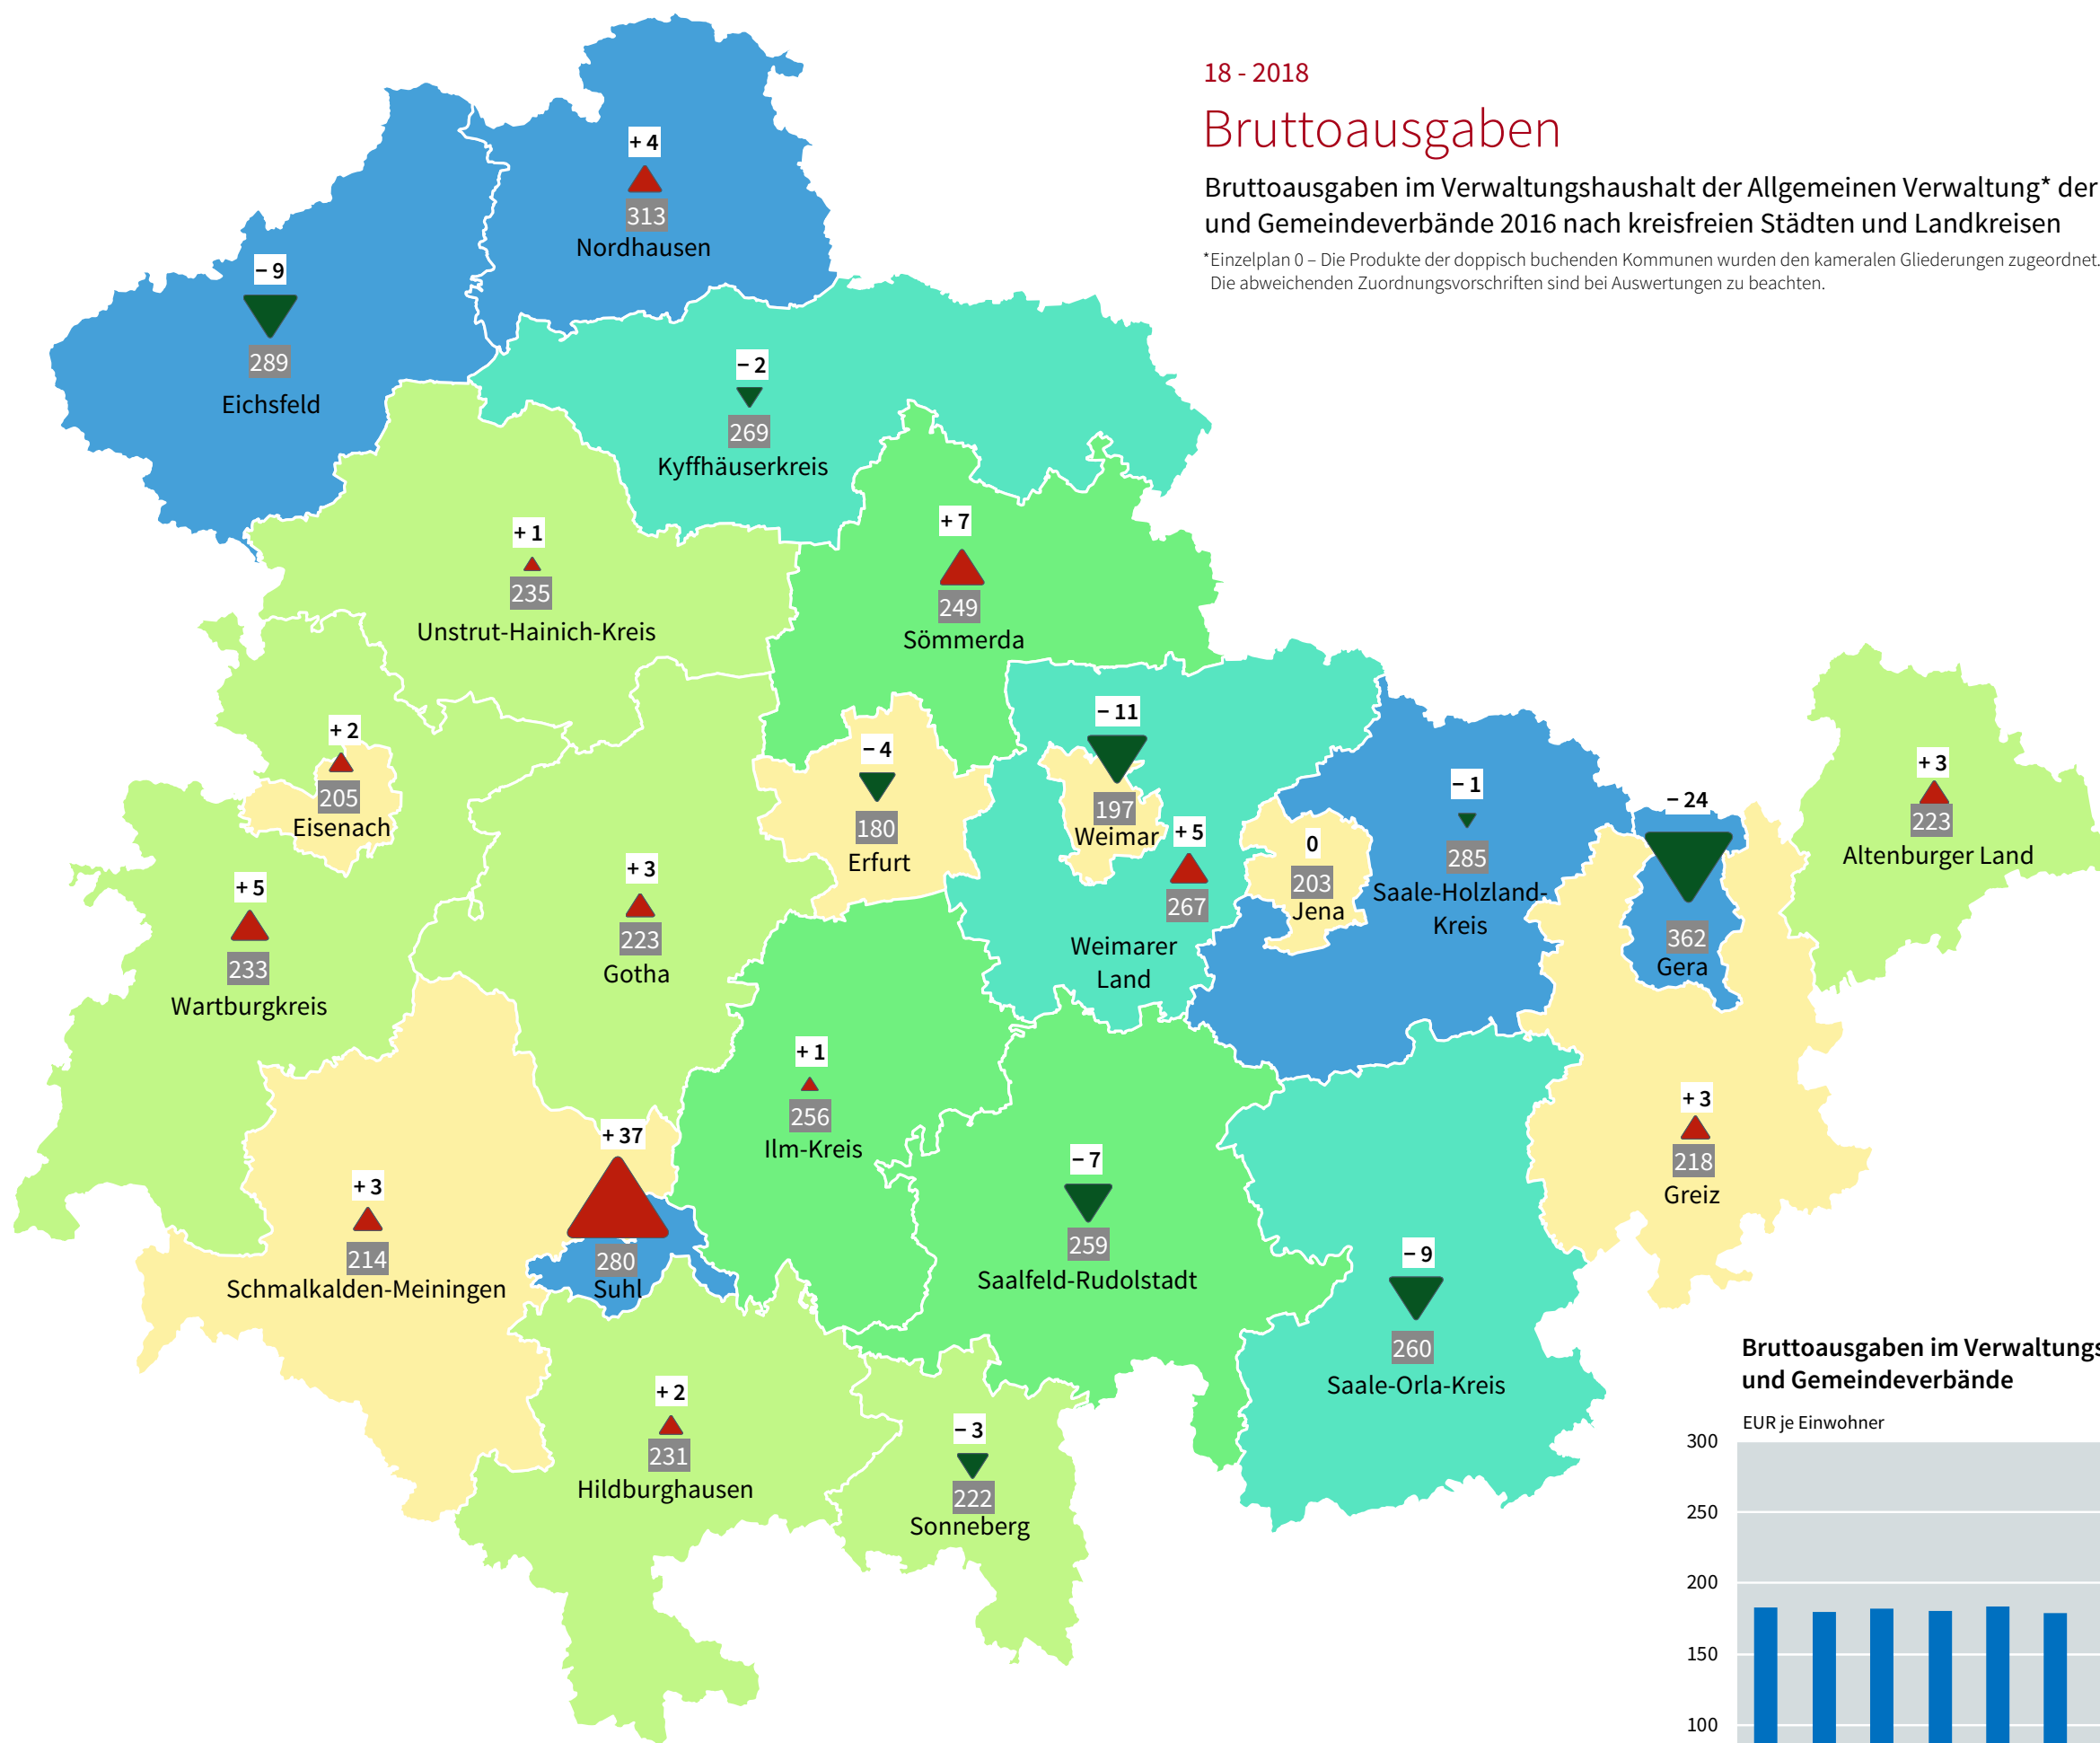 18 - 2018
Bruttoausgaben
Bruttoausgaben im Verwaltungshaushalt der Allgemeinen Verwaltung* der
und Gemeindeverbände 2016 nach kreisfreien Städten und Landkreisen
*Einzelplan 0 – Die Produkte der doppisch buchenden Kommunen wurden den kameralen Gliederungen zugeordnet.
Die abweichenden Zuordnungsvorschriften sind bei Auswertungen zu beachten.
+ 4
313
Nordhausen
– 9
289
Eichsfeld
– 2
269
Kyffhäuserkreis
+ 7
249
Sömmerda
+ 1
235
Unstrut-Hainich-Kreis
+ 2
205
Eisenach
– 4
180
Erfurt
– 11
197
Weimar
+ 5
267
Weimarer
Land
0
203
Jena
– 1
285
Saale-Holzland-
Kreis
– 24
362
Gera
+ 3
223
Altenburger Land
+ 5
233
Wartburgkreis
+ 3
223
Gotha
+ 1
256
Ilm-Kreis
+ 37
280
Suhl
+ 3
214
Schmalkalden-Meiningen
– 7
259
Saalfeld-Rudolstadt
+ 3
218
Greiz
– 9
260
Saale-Orla-Kreis
+ 2
231
Hildburghausen
– 3
222
Sonneberg
Bruttoausgaben im Verwaltungs
und Gemeindeverbände
EUR je Einwohner
300
250
200
150
100